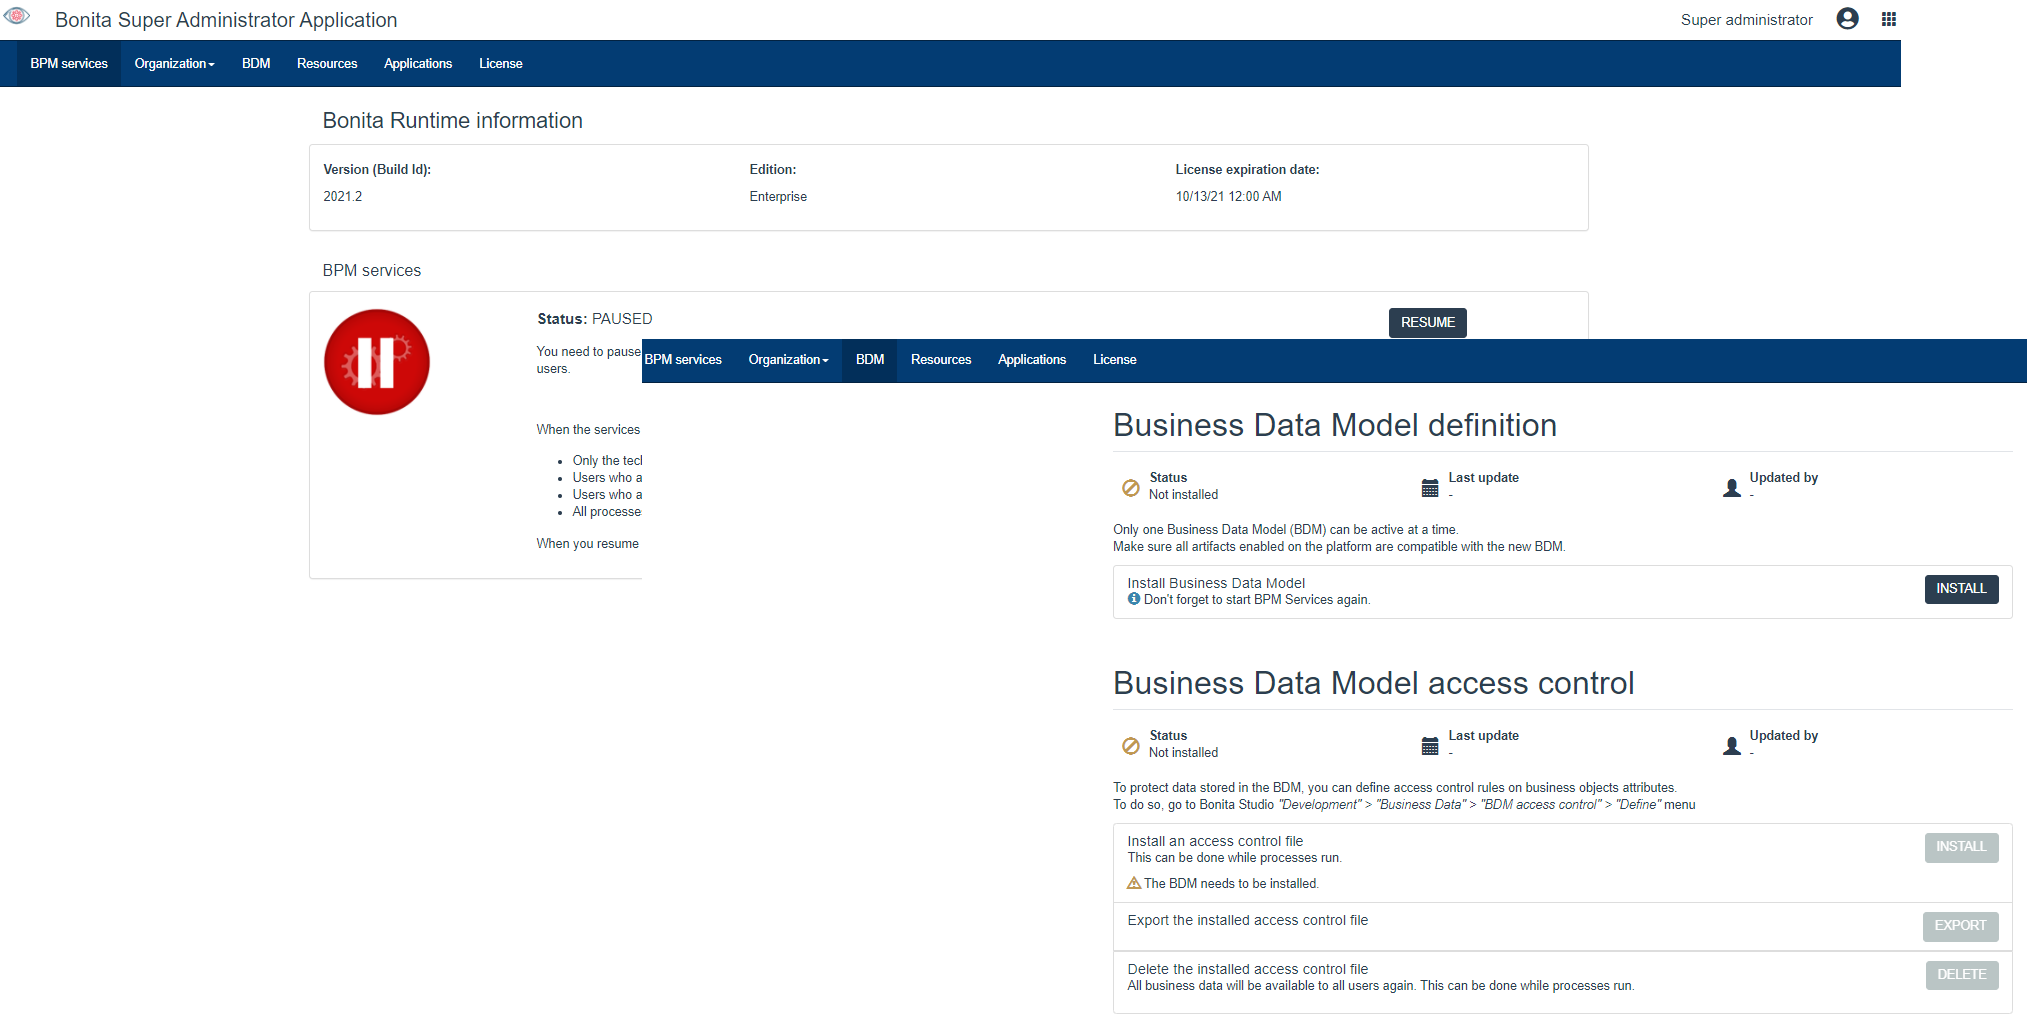 Bonita Super Administrator Application
Super administrator
BPM services Organization BDM Resources Applications License
Bonita Runtime information
Version (Build Id): Edition: License expiration date:
2021.2 Enterprise 10/13/21 12:00 AM
BPM services
Status: PAUSED
RESUME
You need to pause
users.
When the services
Only the tec
Users who a
Users who a
All processe
When you resume
BPM services Organization BDM Resources Applications License
Business Data Model definition
Status Last update Updated by
Not installed - -
Only one Business Data Model (BDM) can be active at a time.
Make sure all artifacts enabled on the platform are compatible with the new BDM.
Install Business Data Model
INSTALL
Don't forget to start BPM Services again.
Business Data Model access control
Status Last update Updated by
Not installed - -
To protect data stored in the BDM, you can define access control rules on business objects attributes.
To do so, go to Bonita Studio "Development" > "Business Data" > "BDM access control" > "Define" menu
Install an access control file
INSTALL
This can be done while processes run.
The BDM needs to be installed.
Export the installed access control file
EXPORT
Delete the installed access control file
DELETE
All business data will be available to all users again. This can be done while processes run.